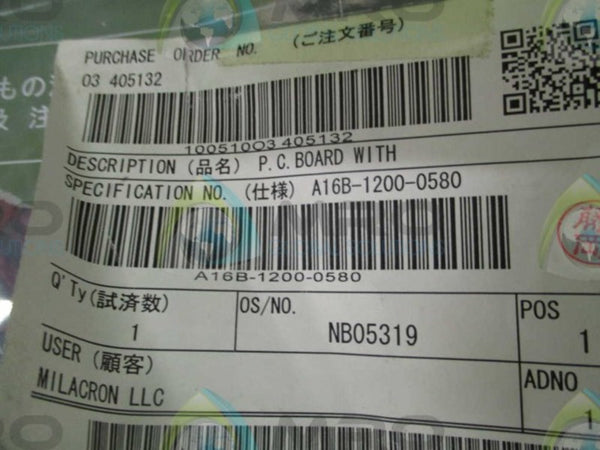 PURCHASE ORDER NO. (ご注文番号)
03 405132
10051003 405132
DESCRIPTION (品名) P.C.BOARD WITH
SPECIFICATION NO. (仕様) A16B-1200-0580
A16B-1200-0580
Q'Ty(試済数) 1
OS/NO. NB05319
POS 1
USER (顧客)
MILACRON LLC
ADNO 1